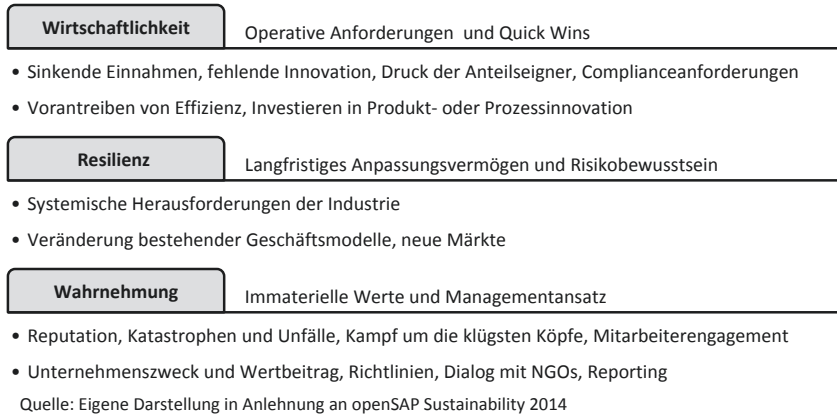 Wirtschaftlichkeit Operative Anforderungen und Quick Wins
• Sinkende Einnahmen, fehlende Innovation, Druck der Anteilseigner, Complianceanforderungen
• Vorantreiben von Effizienz, Investieren in Produkt- oder Prozessinnovation
Resilienz Langfristiges Anpassungsvermögen und Risikobewusstsein
• Systemische Herausforderungen der Industrie
• Veränderung bestehender Geschäftsmodelle, neue Märkte
Wahrnehmung Immaterielle Werte und Managementansatz
• Reputation, Katastrophen und Unfälle, Kampf um die klügsten Köpfe, Mitarbeiterengagement
• Unternehmenszweck und Wertbeitrag, Richtlinien, Dialog mit NGOs, Reporting
Quelle: Eigene Darstellung in Anlehnung an openSAP Sustainability 2014